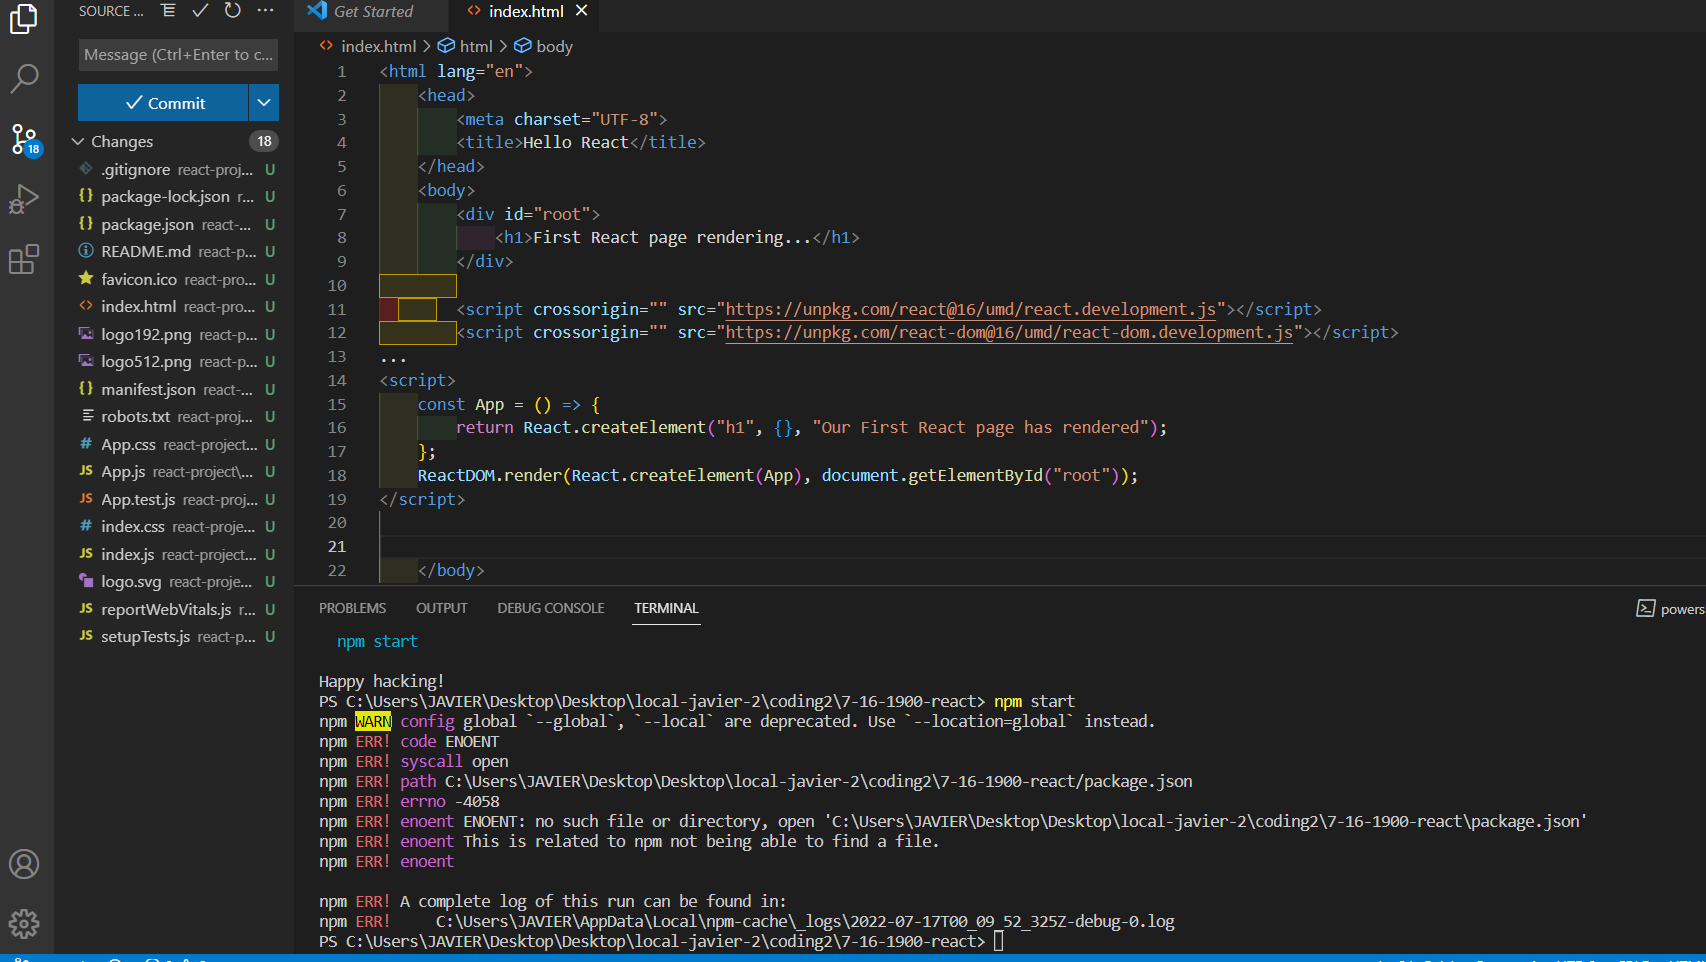 SOURCE ...
Message (Ctrl+Enter to c...
Commit
Changes 18
18
.gitignore react-proj... U
package-lock.json r... U
package.json react-... U
README.md react-p... U
favicon.ico react-pro... U
index.html react-pro... U
logo192.png react-p... U
logo512.png react-p... U
manifest.json react-... U
robots.txt react-proj... U
# App.css react-project... U
JS App.js react-project\... U
JS App.test.js react-proj... U
# index.css react-proje... U
JS index.js react-project... U
logo.svg react-proje... U
JS reportWebVitals.js r... U
JS setupTests.js react-p... U
Get Started
index.html
index.html > html > body
1 <html lang="en">
2 <head>
3 <meta charset="UTF-8">
4 <title>Hello React</title>
5 </head>
6 <body>
7 <div id="root">
8 <h1>First React page rendering...</h1>
9 </div>
10
11 <script crossorigin="" src="https://unpkg.com/react@16/umd/react.development.js"></script>
12 <script crossorigin="" src="https://unpkg.com/react-dom@16/umd/react-dom.development.js"></script>
13 ...
14 <script>
15 const App = () => {
16 return React.createElement("h1", {}, "Our First React page has rendered");
17 };
18 ReactDOM.render(React.createElement(App), document.getElementById("root"));
19 </script>
20
21
22 </body>
PROBLEMS OUTPUT DEBUG CONSOLE TERMINAL powers
npm start
Happy hacking!
PS C:\Users\JAVIER\Desktop\Desktop\local-javier-2\coding2\7-16-1900-react> npm start
npm WARN config global `--global`, `--local` are deprecated. Use `--location=global` instead.
npm ERR! code ENOENT
npm ERR! syscall open
npm ERR! path C:\Users\JAVIER\Desktop\Desktop\local-javier-2\coding2\7-16-1900-react/package.json
npm ERR! errno -4058
npm ERR! enoent ENOENT: no such file or directory, open 'C:\Users\JAVIER\Desktop\Desktop\local-javier-2\coding2\7-16-1900-react\package.json'
npm ERR! enoent This is related to npm not being able to find a file.
npm ERR! enoent
npm ERR! A complete log of this run can be found in:
npm ERR! C:\Users\JAVIER\AppData\Local\npm-cache\_logs\2022-07-17T00_09_52_325Z-debug-0.log
PS C:\Users\JAVIER\Desktop\Desktop\local-javier-2\coding2\7-16-1900-react>